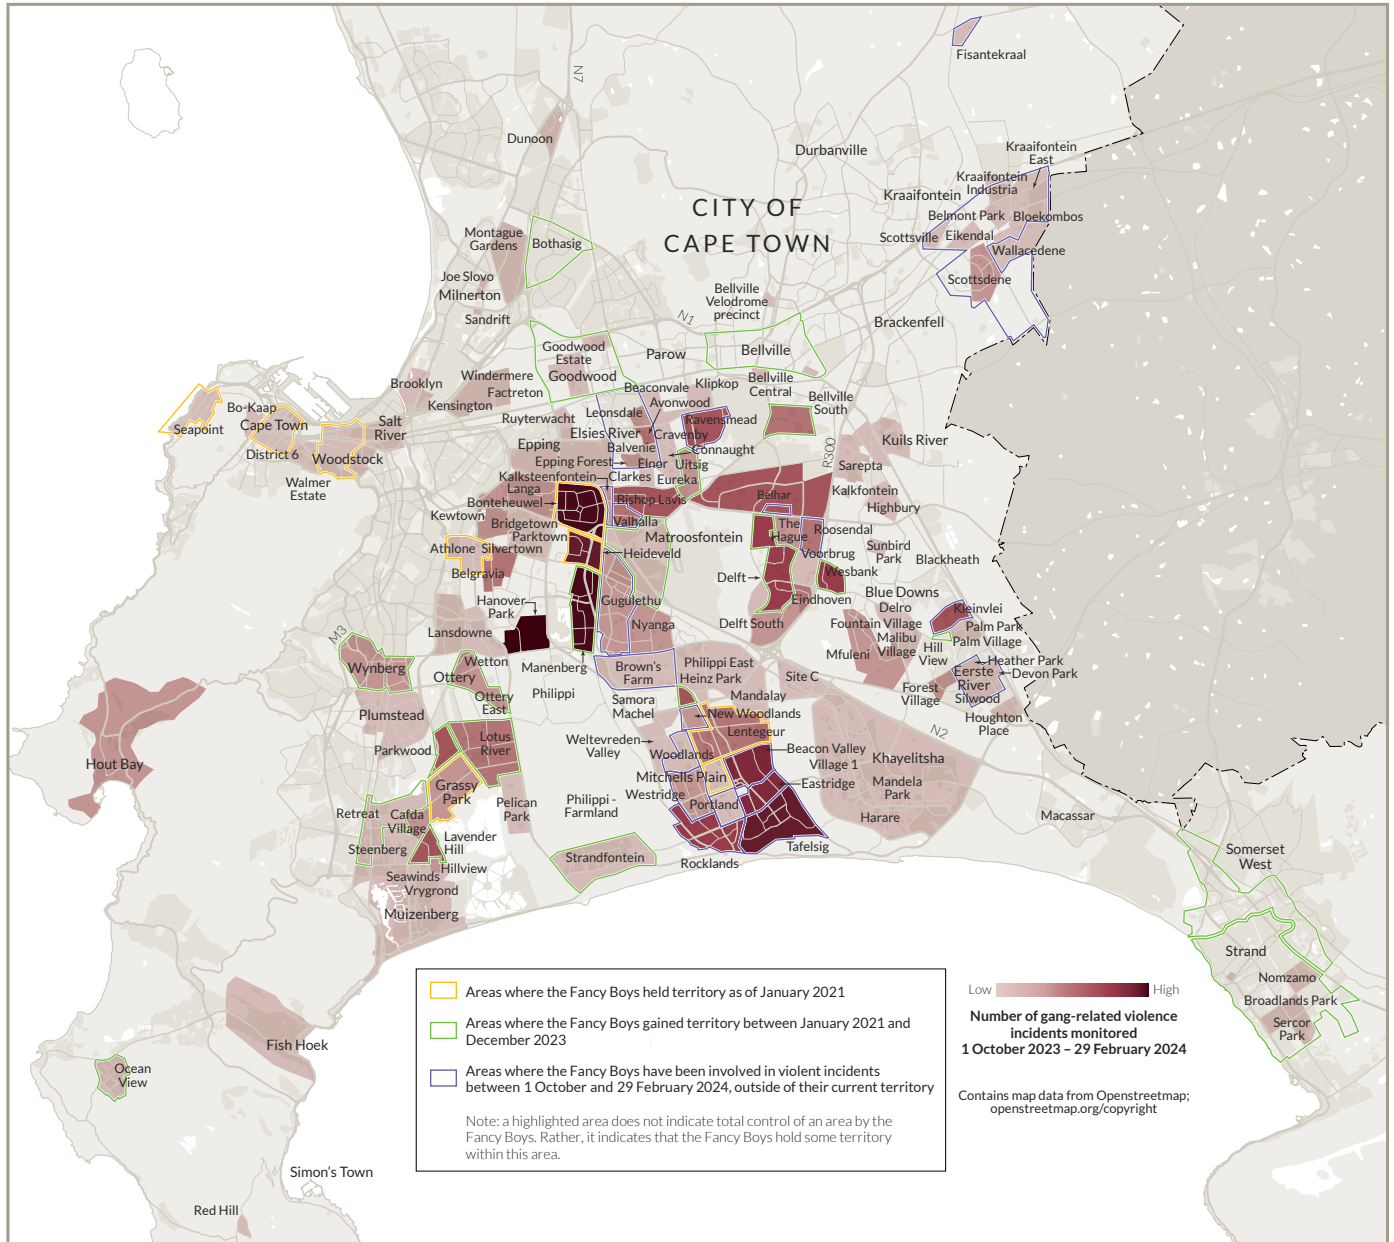 N7
Fisantekraal
Dunoon
Durbanville
Kraaifontein
East
Kraaifontein
Industria
Kraaifontein
CITY OF
CAPE TOWN
Belmont Park
Bloekombos
Scottsville
Eikendal
Wallacedene
Scottsdene
Montague
Gardens
Bothasig
Joe Slovo
Milnerton
Sandrift
Bellville
Velodrome
precinct
N1
Brackenfell
Goodwood
Estate
Goodwood
Parow
Bellville
Brooklyn
Windermere
Factreton
Kensington
Beaconvale
Klipkop
Bellville
Central
Avonwood
Bellville
South
Bo-Kaap
Seapoint
Cape Town
District 6
Woodstock
Walmer
Estate
Salt
River
Ruyterwacht
Leonsdale
Elsies River
Ravensmead
Cravenby
Balvenie
Connaught
Epping
Epping Forest
Elnor
Uitsig
Kuils River
R300
Sarepta
Kalksteenfontein
Clarkes
Eureka
Langa
Bonteheuwel
Bishop Lavis
Belhar
Kalkfontein
Highbury
Kewtown
Bridgetown
Parktown
Valhalla
Matroosfontein
The
Hague
Roosendal
Athlone
Silvertown
Heideveld
Voorbrug
Sunbird
Park
Blackheath
Belgravia
Delft
Wesbank
Blue Downs
Hanover
Park
Gugulethu
Eindhoven
Delro
Kleinvlei
Lansdowne
Nyanga
Delft South
Fountain Village
Malibu
Village
Palm Park
Palm Village
M3
Wynberg
Wetton
Ottery
Manenberg
Brown's
Farm
Philippi East
Heinz Park
Mfuleni
Hill
View
Heather Park
Devon Park
Eerste
River
Silwood
Site C
Forest
Village
Ottery
East
Philippi
Samora
Machel
Mandalay
Houghton
Place
Plumstead
New Woodlands
Lentegeur
N2
Parkwood
Lotus
River
Weltevreden
Valley
Woodlands
Beacon Valley
Village 1
Khayelitsha
Hout Bay
Mitchells Plain
Eastridge
Mandela
Park
Grassy
Park
Westridge
Portland
Pelican
Park
Philippi -
Farmland
Harare
Macassar
Retreat
Cafda
Village
Lavender
Hill
Steenberg
Strandfontein
Rocklands
Tafelsig
Somerset
West
Hillview
Seawinds
Vrygrond
Muizenberg
Strand
Nomzamo
Broadlands Park
Sercor
Park
Fish Hoek
Ocean
View
Simon's Town
Red Hill
Areas where the Fancy Boys held territory as of January 2021
Areas where the Fancy Boys gained territory between January 2021 and
December 2023
Areas where the Fancy Boys have been involved in violent incidents
between 1 October and 29 February 2024, outside of their current territory
Note: a highlighted area does not indicate total control of an area by the
Fancy Boys. Rather, it indicates that the Fancy Boys hold some territory
within this area.
Low
High
Number of gang-related violence
incidents monitored
1 October 2023 – 29 February 2024
Contains map data from Openstreetmap;
openstreetmap.org/copyright